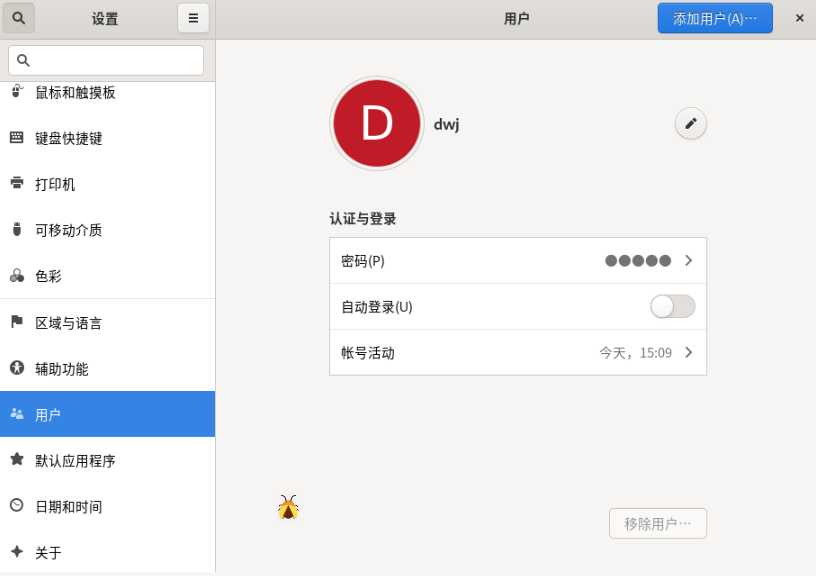 设置
用户
添加用户(A)…
鼠标和触摸板
键盘快捷键
打印机
可移动介质
色彩
区域与语言
辅助功能
用户
默认应用程序
日期和时间
关于
D
dwj
认证与登录
密码(P)
自动登录(U)
帐号活动
今天，15:09
移除用户…